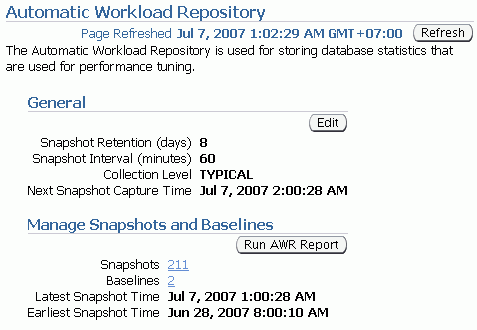 Automatic Workload Repository
Page Refreshed Jul 7, 2007 1:02:29 AM GMT+07:00 Refresh
The Automatic Workload Repository is used for storing database statistics that
are used for performance tuning.
General
Edit
Snapshot Retention (days) 8
Snapshot Interval (minutes) 60
Collection Level TYPICAL
Next Snapshot Capture Time Jul 7, 2007 2:00:28 AM
Manage Snapshots and Baselines
Run AWR Report
Snapshots 211
Baselines 2
Latest Snapshot Time Jul 7, 2007 1:00:28 AM
Earliest Snapshot Time Jun 28, 2007 8:00:10 AM